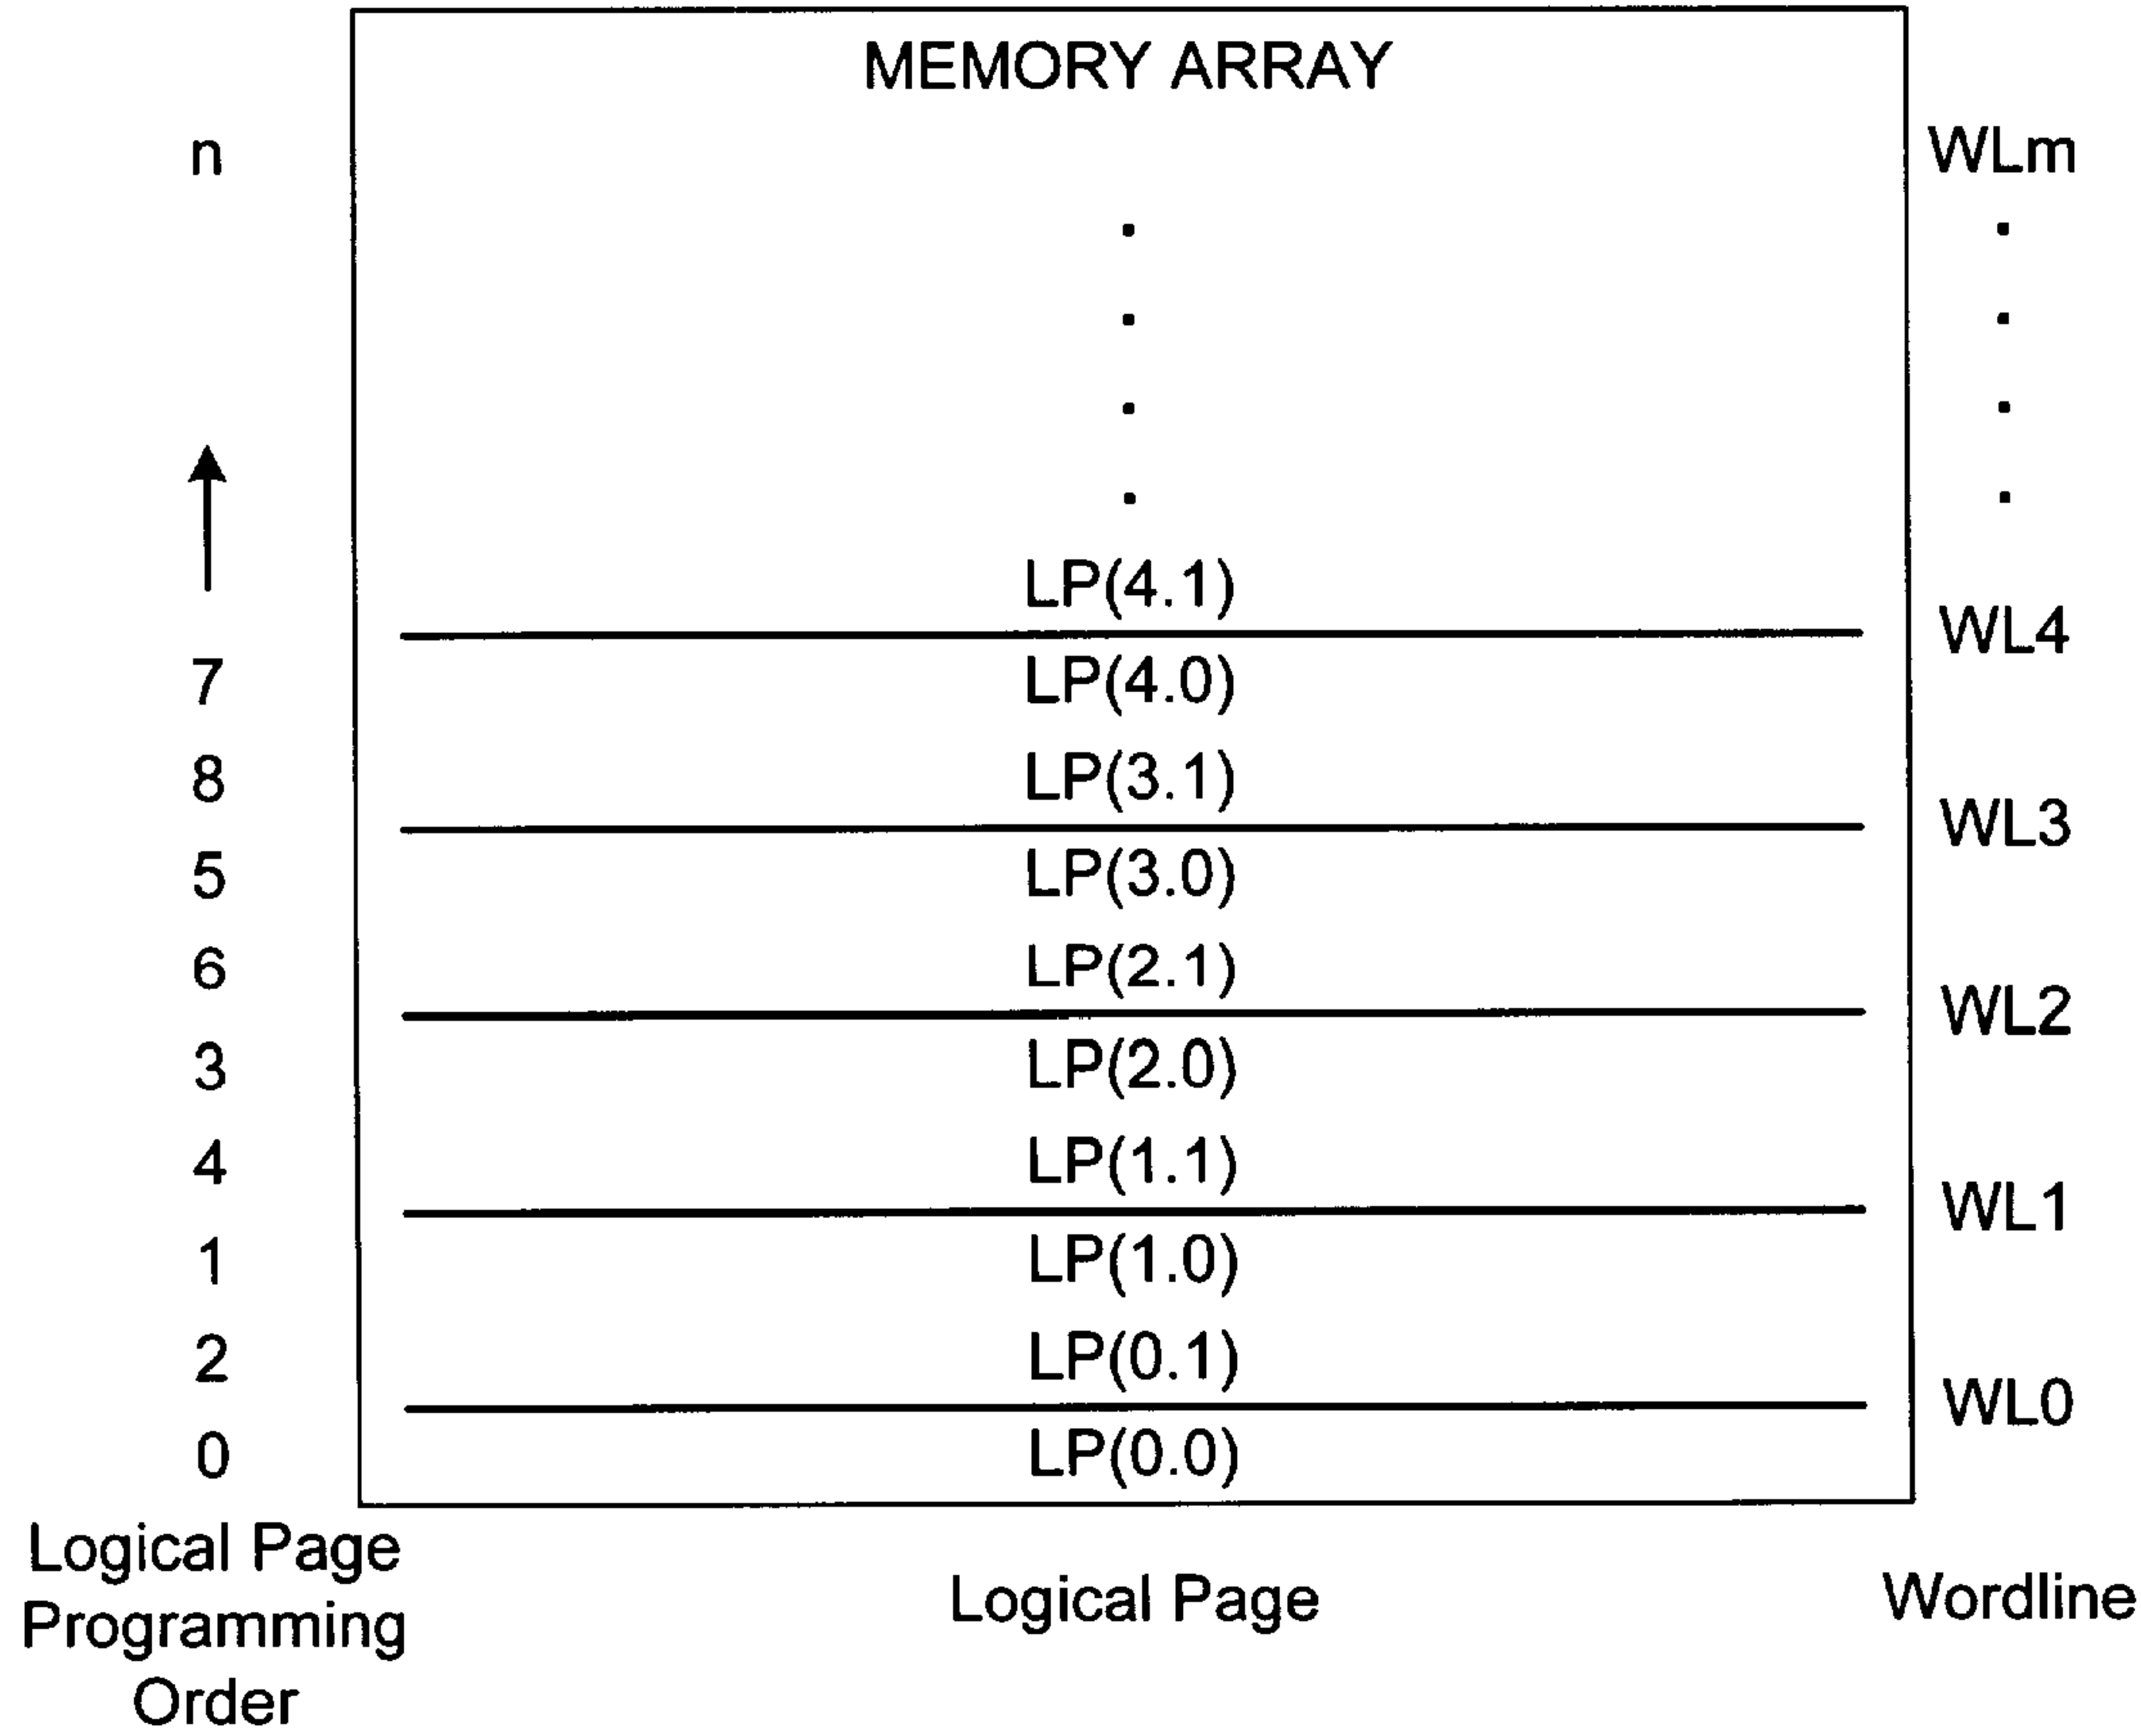 MEMORY ARRAY
n WLm
LP(4.1)
WL4
7 LP(4.0)
8 LP(3.1)
WL3
5 LP(3.0)
6 LP(2.1)
WL2
3 LP(2.0)
4 LP(1.1)
WL1
1 LP(1.0)
2 LP(0.1)
WL0
0 LP(0.0)
Logical Page
Programming
Order
Logical Page
Wordline